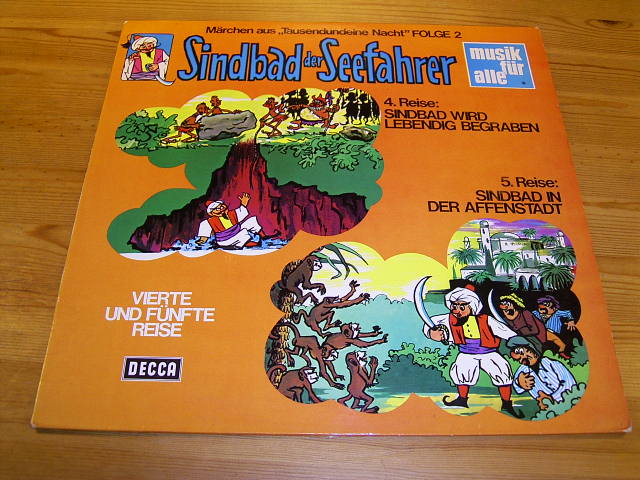 Märchen aus „Tausendundeine Nacht" FOLGE 2
Sindbad der Seefahrer
musik
für
alle
4. Reise:
SINDBAD WIRD
LEBENDIG BEGRABEN
5. Reise:
SINDBAD IN
DER AFFENSTADT
VIERTE
UND FÜNFTE
REISE
DECCA